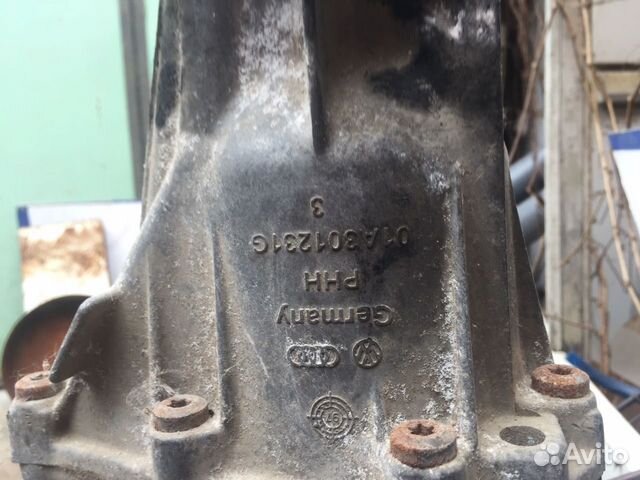 Germany
PHH
01A301231G
3
Avito